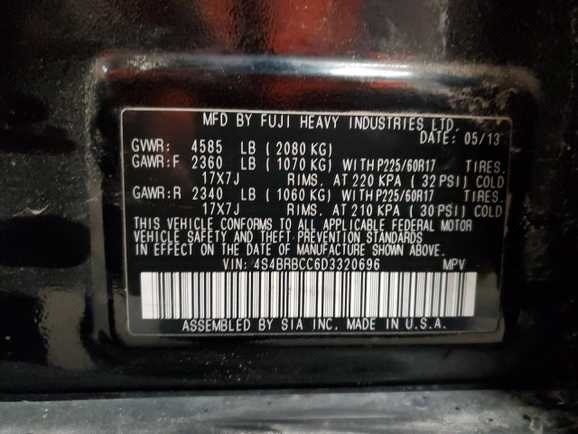 MFD BY FUJI HEAVY INDUSTRIES LTD.
DATE: 05/13
GVWR: 4585 LB ( 2080 KG)
GAWR:F 2360 LB ( 1070 KG) WITH P225/60R17 TIRES.
17X7J RIMS. AT 220 KPA ( 32 PSI) COLD
GAWR:R 2340 LB ( 1060 KG) WITH P225/60R17 TIRES.
17X7J RIMS. AT 210 KPA ( 30 PSI) COLD
THIS VEHICLE CONFORMS TO ALL APPLICABLE FEDERAL MOTOR
VEHICLE SAFETY AND THEFT PREVENTION STANDARDS
IN EFFECT ON THE DATE OF MANUFACTURE SHOWN ABOVE.
VIN: 4S4BRBCC6D3320696 MPV
ASSEMBLED BY SIA INC. MADE IN U.S.A.